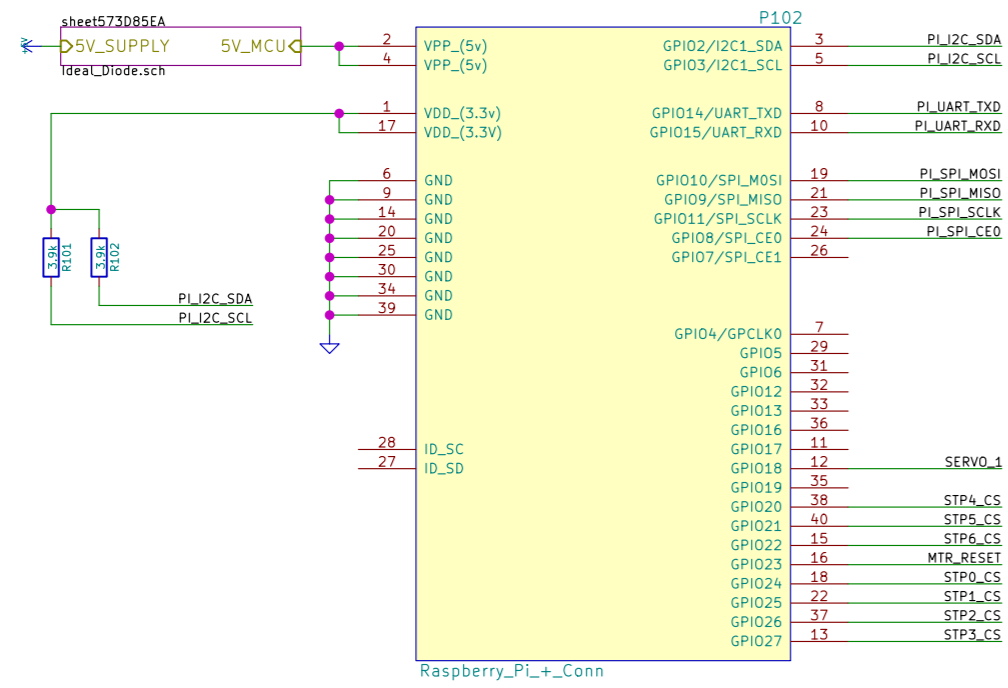 P102
sheet573D85EA
5V_SUPPLY 5V_MCU
Ideal_Diode.sch
2 VPP_(5v)
4 VPP_(5v)
1 VDD_(3.3v)
17 VDD_(3.3V)
6 GND
9 GND
14 GND
20 GND
25 GND
30 GND
34 GND
39 GND
3.9k R101
3.9k R102
PI_I2C_SDA
PI_I2C_SCL
28 ID_SC
27 ID_SD
GPIO2/I2C1_SDA 3 PI_I2C_SDA
GPIO3/I2C1_SCL 5 PI_I2C_SCL
GPIO14/UART_TXD 8 PI_UART_TXD
GPIO15/UART_RXD 10 PI_UART_RXD
GPIO10/SPI_MOSI 19 PI_SPI_MOSI
GPIO9/SPI_MISO 21 PI_SPI_MISO
GPIO11/SPI_SCLK 23 PI_SPI_SCLK
GPIO8/SPI_CE0 24 PI_SPI_CE0
GPIO7/SPI_CE1 26
GPIO4/GPCLK0 7
GPIO5 29
GPIO6 31
GPIO12 32
GPIO13 33
GPIO16 36
GPIO17 11
GPIO18 12 SERVO_1
GPIO19 35
GPIO20 38 STP4_CS
GPIO21 40 STP5_CS
GPIO22 15 STP6_CS
GPIO23 16 MTR_RESET
GPIO24 18 STP0_CS
GPIO25 22 STP1_CS
GPIO26 37 STP2_CS
GPIO27 13 STP3_CS
Raspberry_Pi_+_Conn